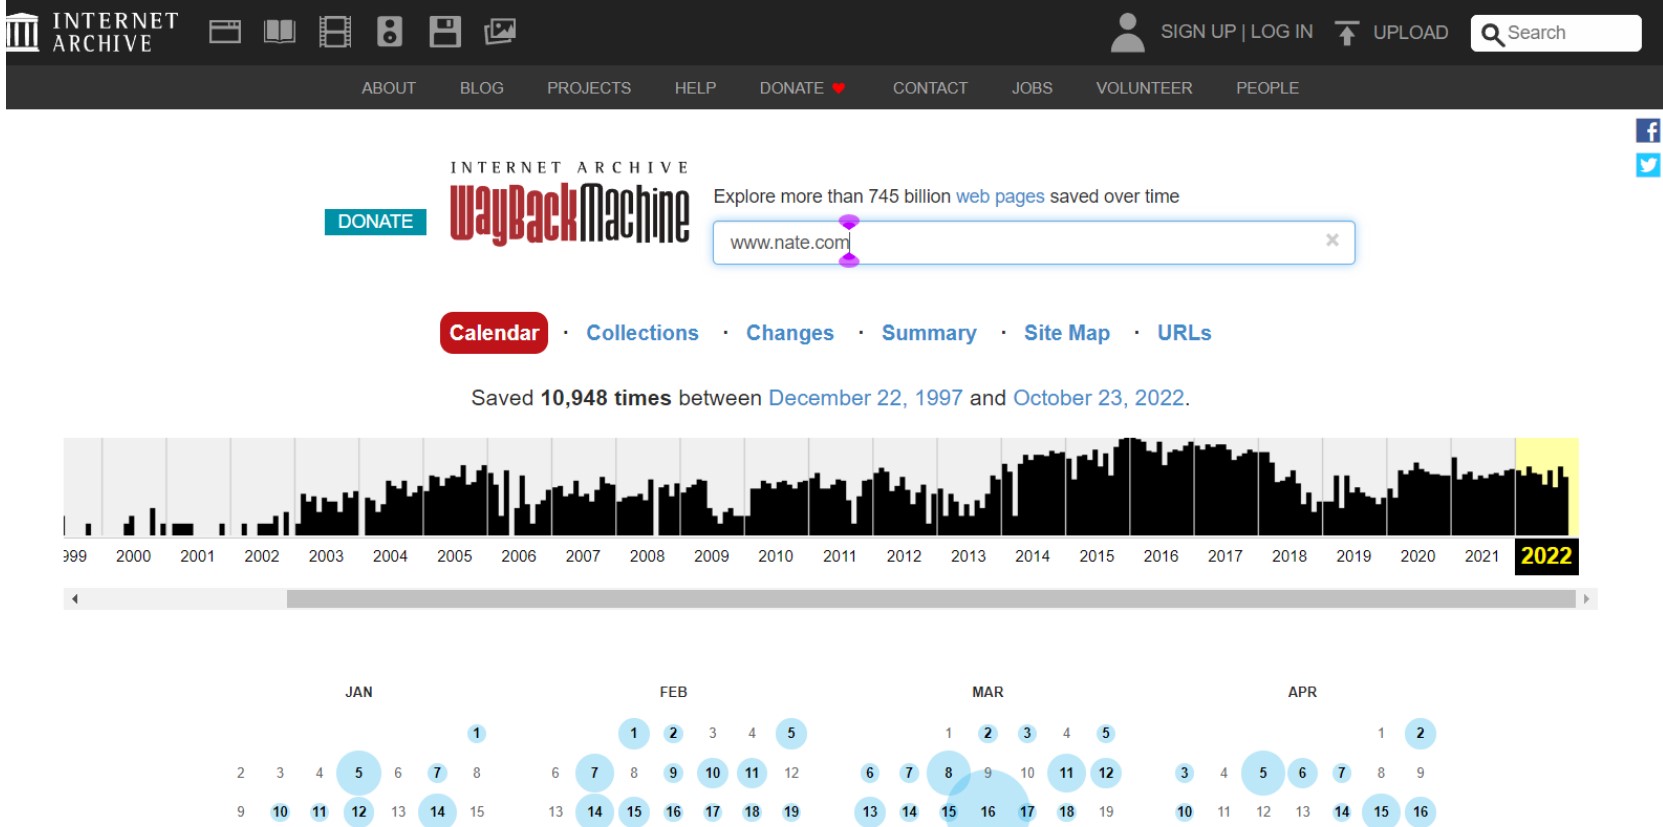 INTERNET
ARCHIVE
SIGN UP | LOG IN
UPLOAD
Search
ABOUT
BLOG
PROJECTS
HELP
DONATE
CONTACT
JOBS
VOLUNTEER
PEOPLE
INTERNET ARCHIVE
WayBackMachine
DONATE
Explore more than 745 billion web pages saved over time
www.nate.com
Calendar · Collections · Changes · Summary · Site Map · URLs
Saved 10,948 times between December 22, 1997 and October 23, 2022.
999 2000 2001 2002 2003 2004 2005 2006 2007 2008 2009 2010 2011 2012 2013 2014 2015 2016 2017 2018 2019 2020 2021 2022
JAN FEB MAR APR
1 1 2 3 4 5 1 2 3 4 5 1 2
2 3 4 5 6 7 8 6 7 8 9 10 11 12 6 7 8 9 10 11 12 3 4 5 6 7 8 9
9 10 11 12 13 14 15 13 14 15 16 17 18 19 13 14 15 16 17 18 19 10 11 12 13 14 15 16